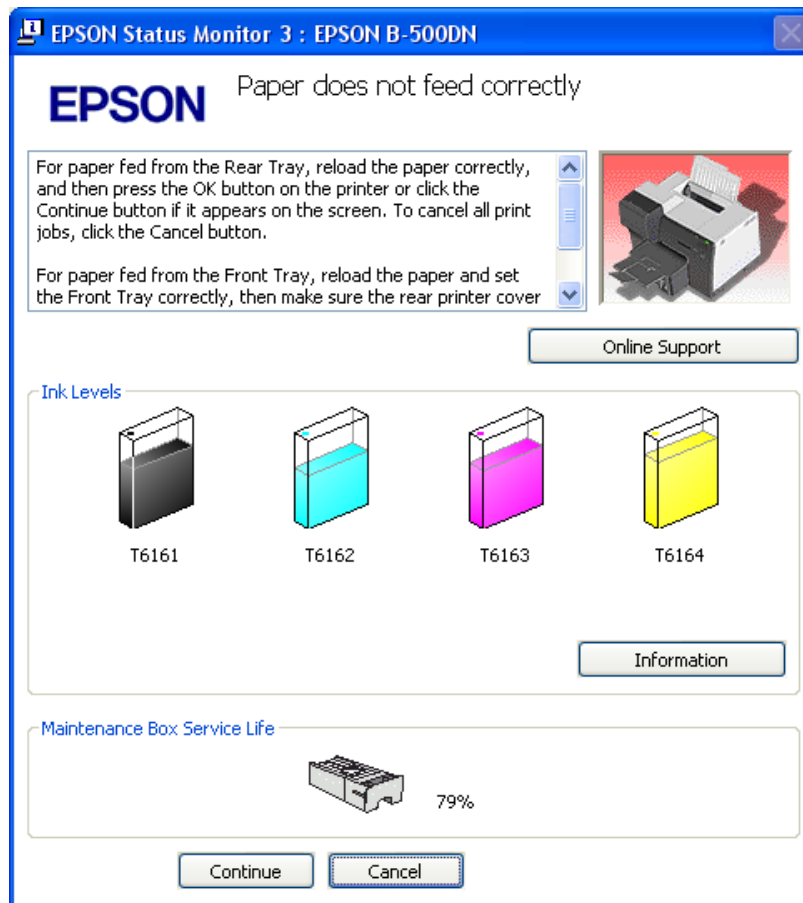 EPSON Status Monitor 3 : EPSON B-500DN
EPSON
Paper does not feed correctly
For paper fed from the Rear Tray, reload the paper correctly,
and then press the OK button on the printer or click the
Continue button if it appears on the screen. To cancel all print
jobs, click the Cancel button.
For paper fed from the Front Tray, reload the paper and set
the Front Tray correctly, then make sure the rear printer cover
Online Support
Ink Levels
T6161 T6162 T6163 T6164
Information
Maintenance Box Service Life
79%
Continue Cancel